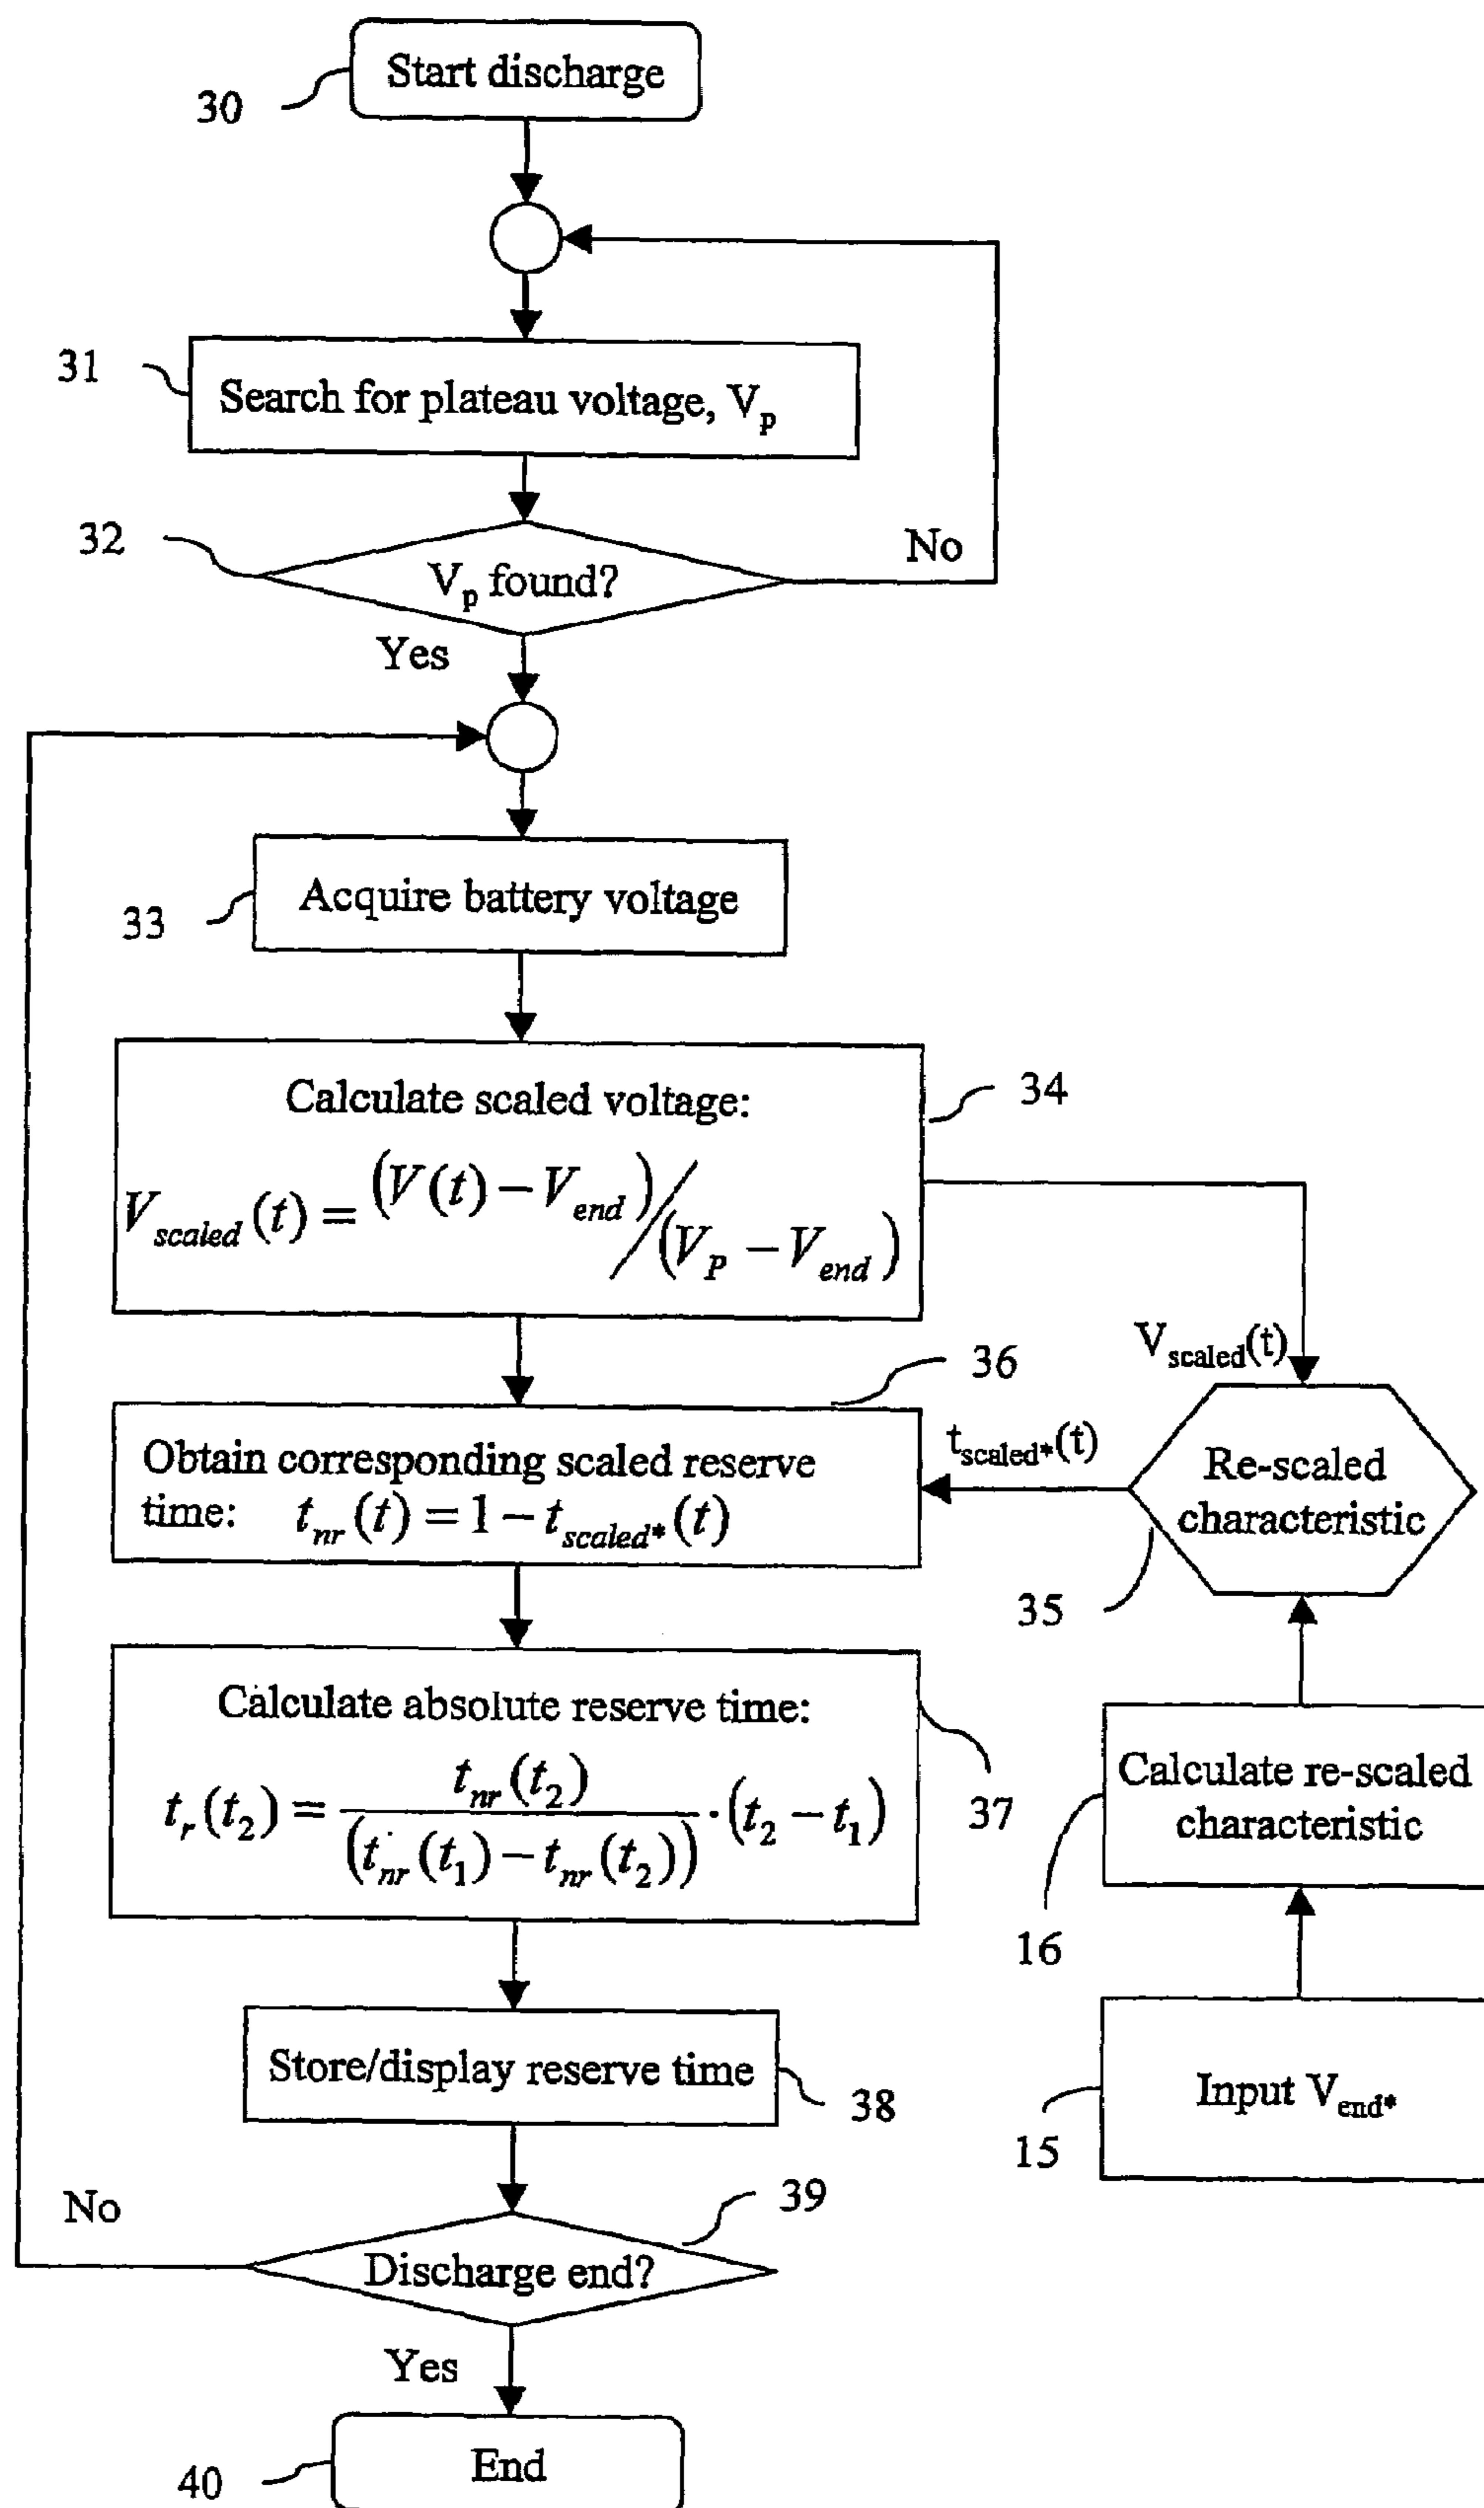 Start discharge
30
31
Search for plateau voltage, Vp
32
Vp found?
No
Yes
33
Acquire battery voltage
Calculate scaled voltage:
34
Vscaled(t) = (V(t) − Vend) / (VP − Vend)
Vscaled(t)
36
Obtain corresponding scaled reserve
time: tnr(t) = 1 − tscaled*(t)
tscaled*(t)
Re-scaled
characteristic
35
Calculate absolute reserve time:
tr(t2) = tnr(t2) / (tnr(t1) − tnr(t2)) · (t2 − t1)
37
Calculate re-scaled
characteristic
16
Store/display reserve time
38
Input Vend*
15
39
No
Discharge end?
Yes
40
End